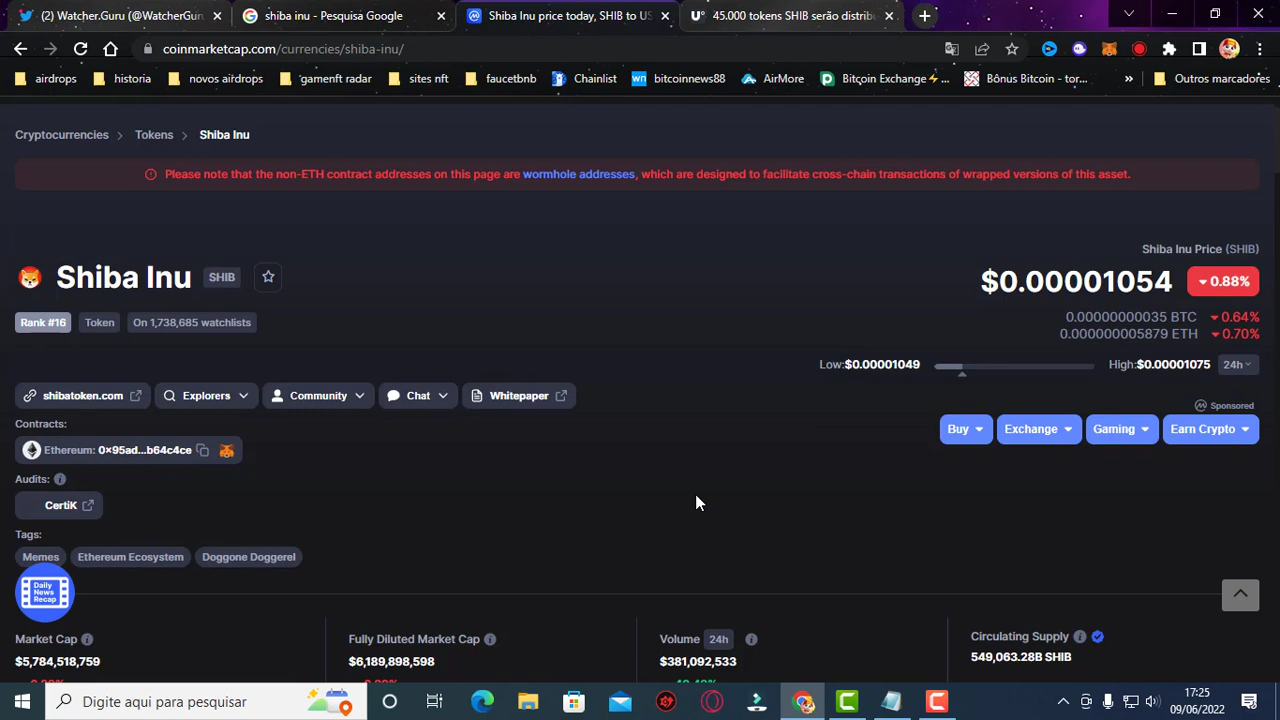 (2) Watcher.Guru (@WatcherGuru)
shiba inu - Pesquisa Google
Shiba Inu price today, SHIB to US
45.000 tokens SHIB serão distribu
coinmarketcap.com/currencies/shiba-inu/
airdrops historia novos airdrops 'gamenft radar sites nft faucetbnb Chainlist bitcoinnews88 AirMore Bitcoin Exchange⚡... Bônus Bitcoin - tor... » Outros marcadores
Cryptocurrencies > Tokens > Shiba Inu
Please note that the non-ETH contract addresses on this page are wormhole addresses, which are designed to facilitate cross-chain transactions of wrapped versions of this asset.
Shiba Inu Price (SHIB)
Shiba Inu SHIB
$0.00001054 0.88%
Rank #16 Token On 1,738,685 watchlists
0.00000000035 BTC 0.64%
0.000000005879 ETH 0.70%
Low:$0.00001049 High:$0.00001075 24h
shibatoken.com Explorers Community Chat Whitepaper
Sponsored
Contracts:
Buy Exchange Gaming Earn Crypto
Ethereum: 0x95ad...b64c4ce
Audits:
CertiK
Tags:
Memes Ethereum Ecosystem Doggone Doggerel
Daily
News
Recap
Market Cap Fully Diluted Market Cap Volume 24h Circulating Supply
$5,784,518,759 $6,189,898,598 $381,092,533 549,063.28B SHIB
Digite aqui para pesquisar
17:25
09/06/2022